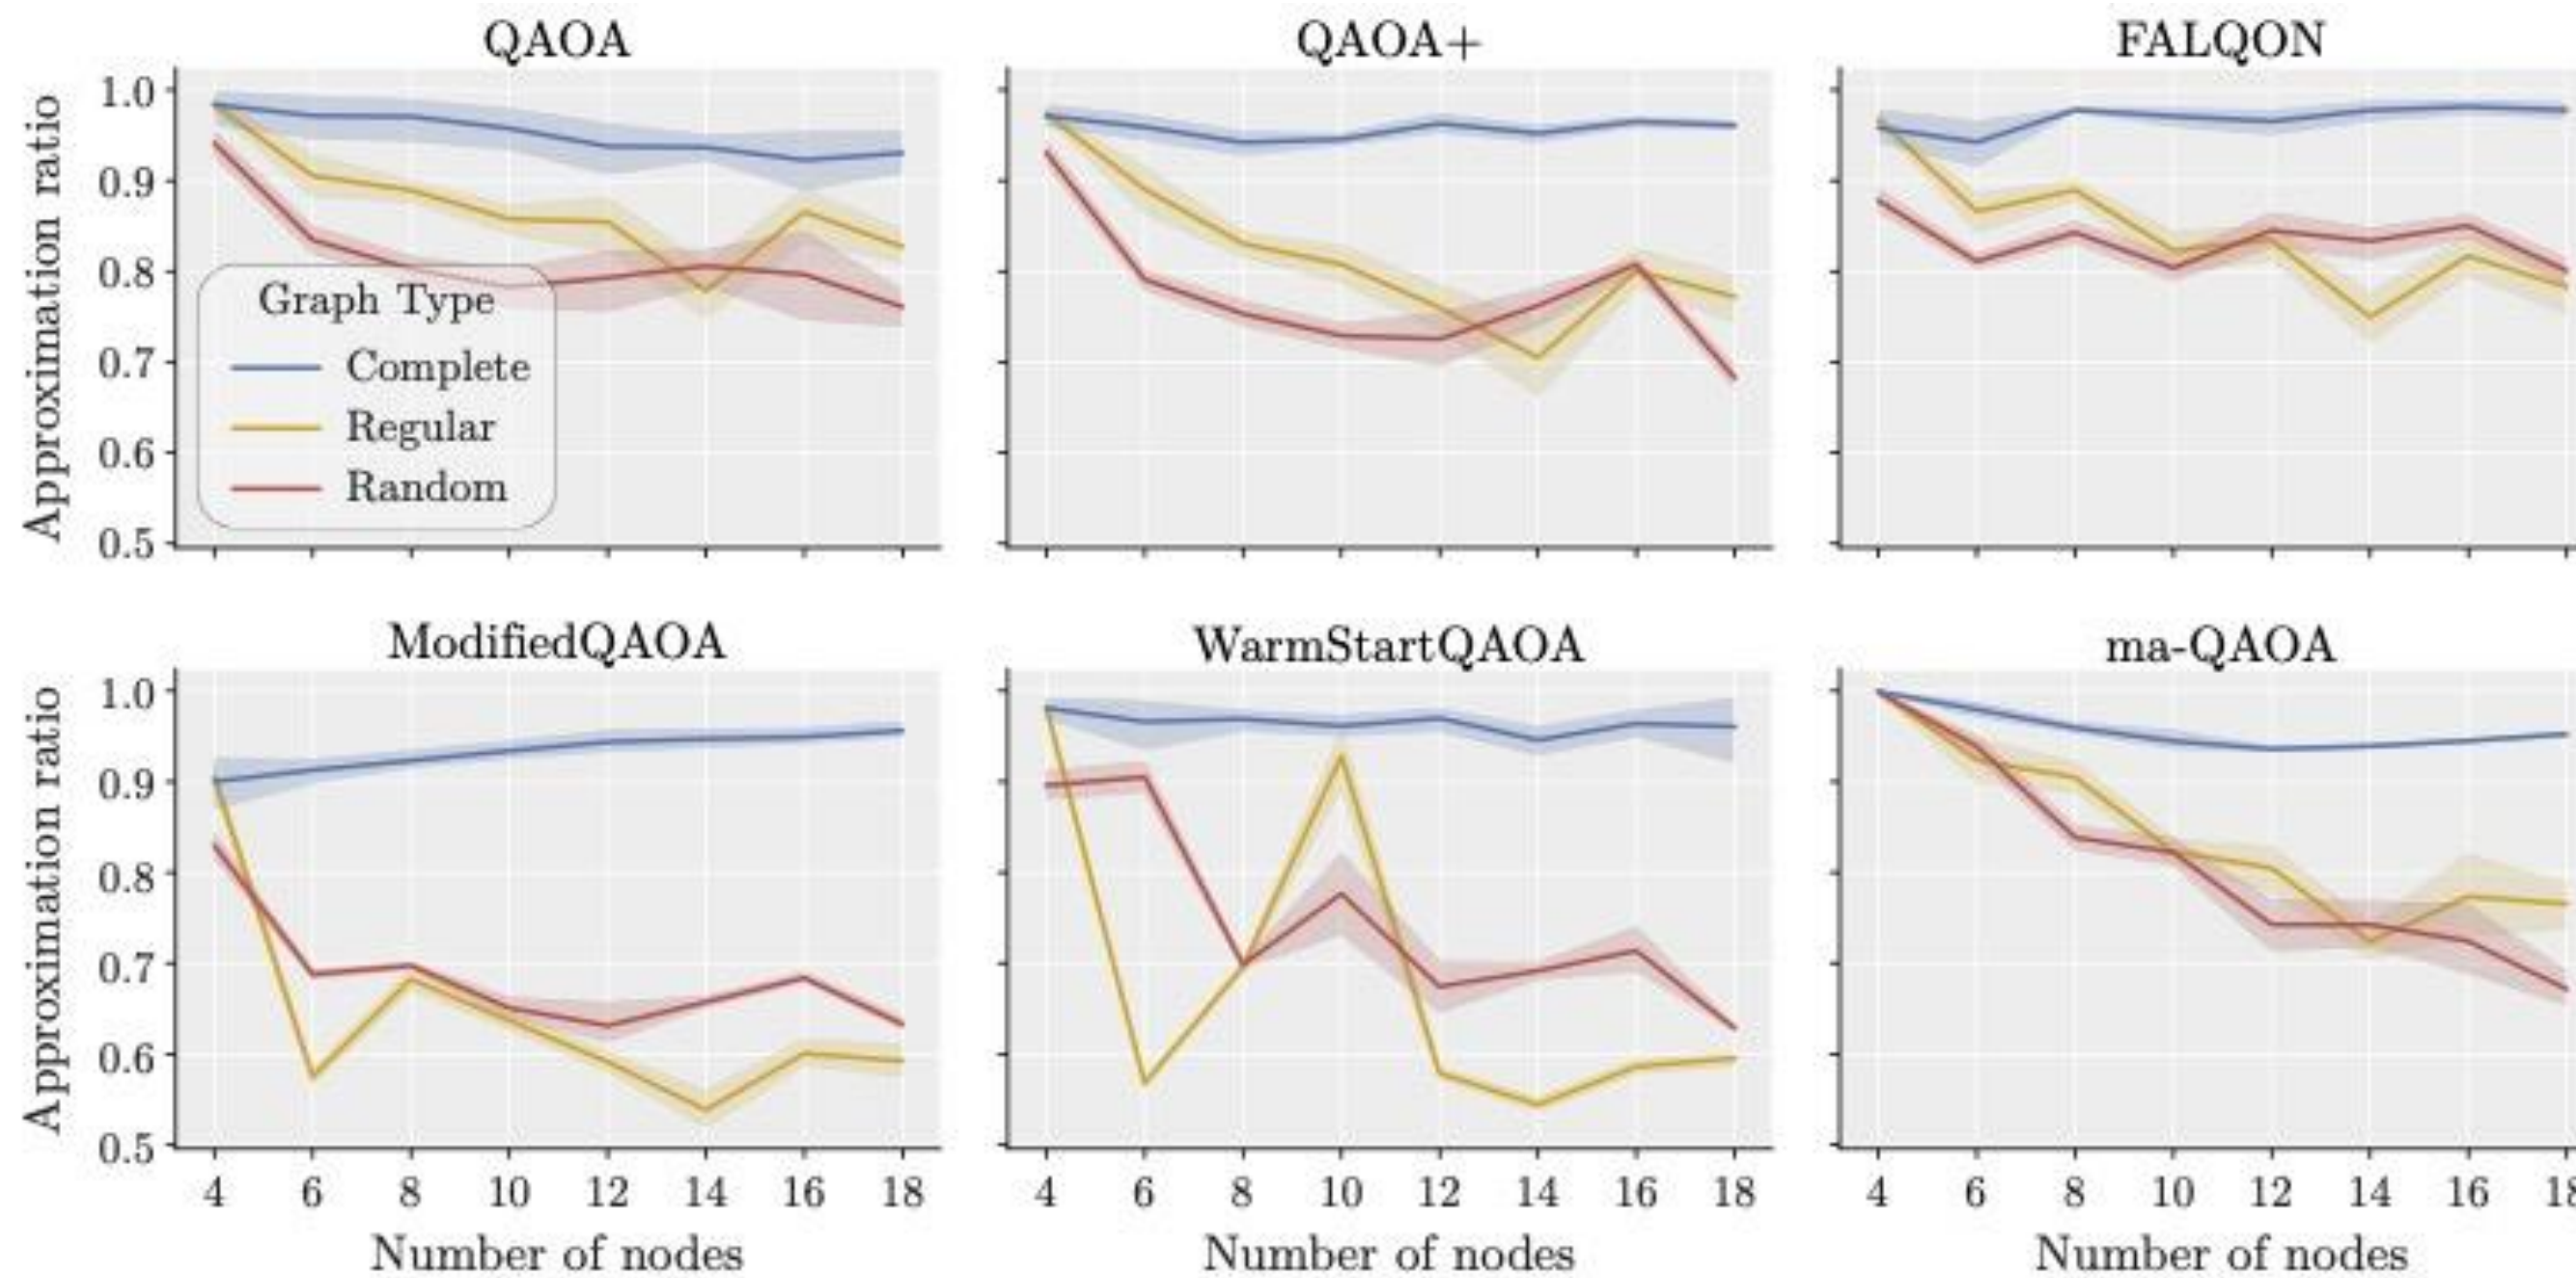 QAOA
QAOA+
FALQON
Approximation ratio
1.0
0.9
0.8
0.7
0.6
0.5
Graph Type
Complete
Regular
Random
ModifiedQAOA
WarmStartQAOA
ma-QAOA
Approximation ratio
1.0
0.9
0.8
0.7
0.6
0.5
4 6 8 10 12 14 16 18
4 6 8 10 12 14 16 18
4 6 8 10 12 14 16 18
Number of nodes
Number of nodes
Number of nodes